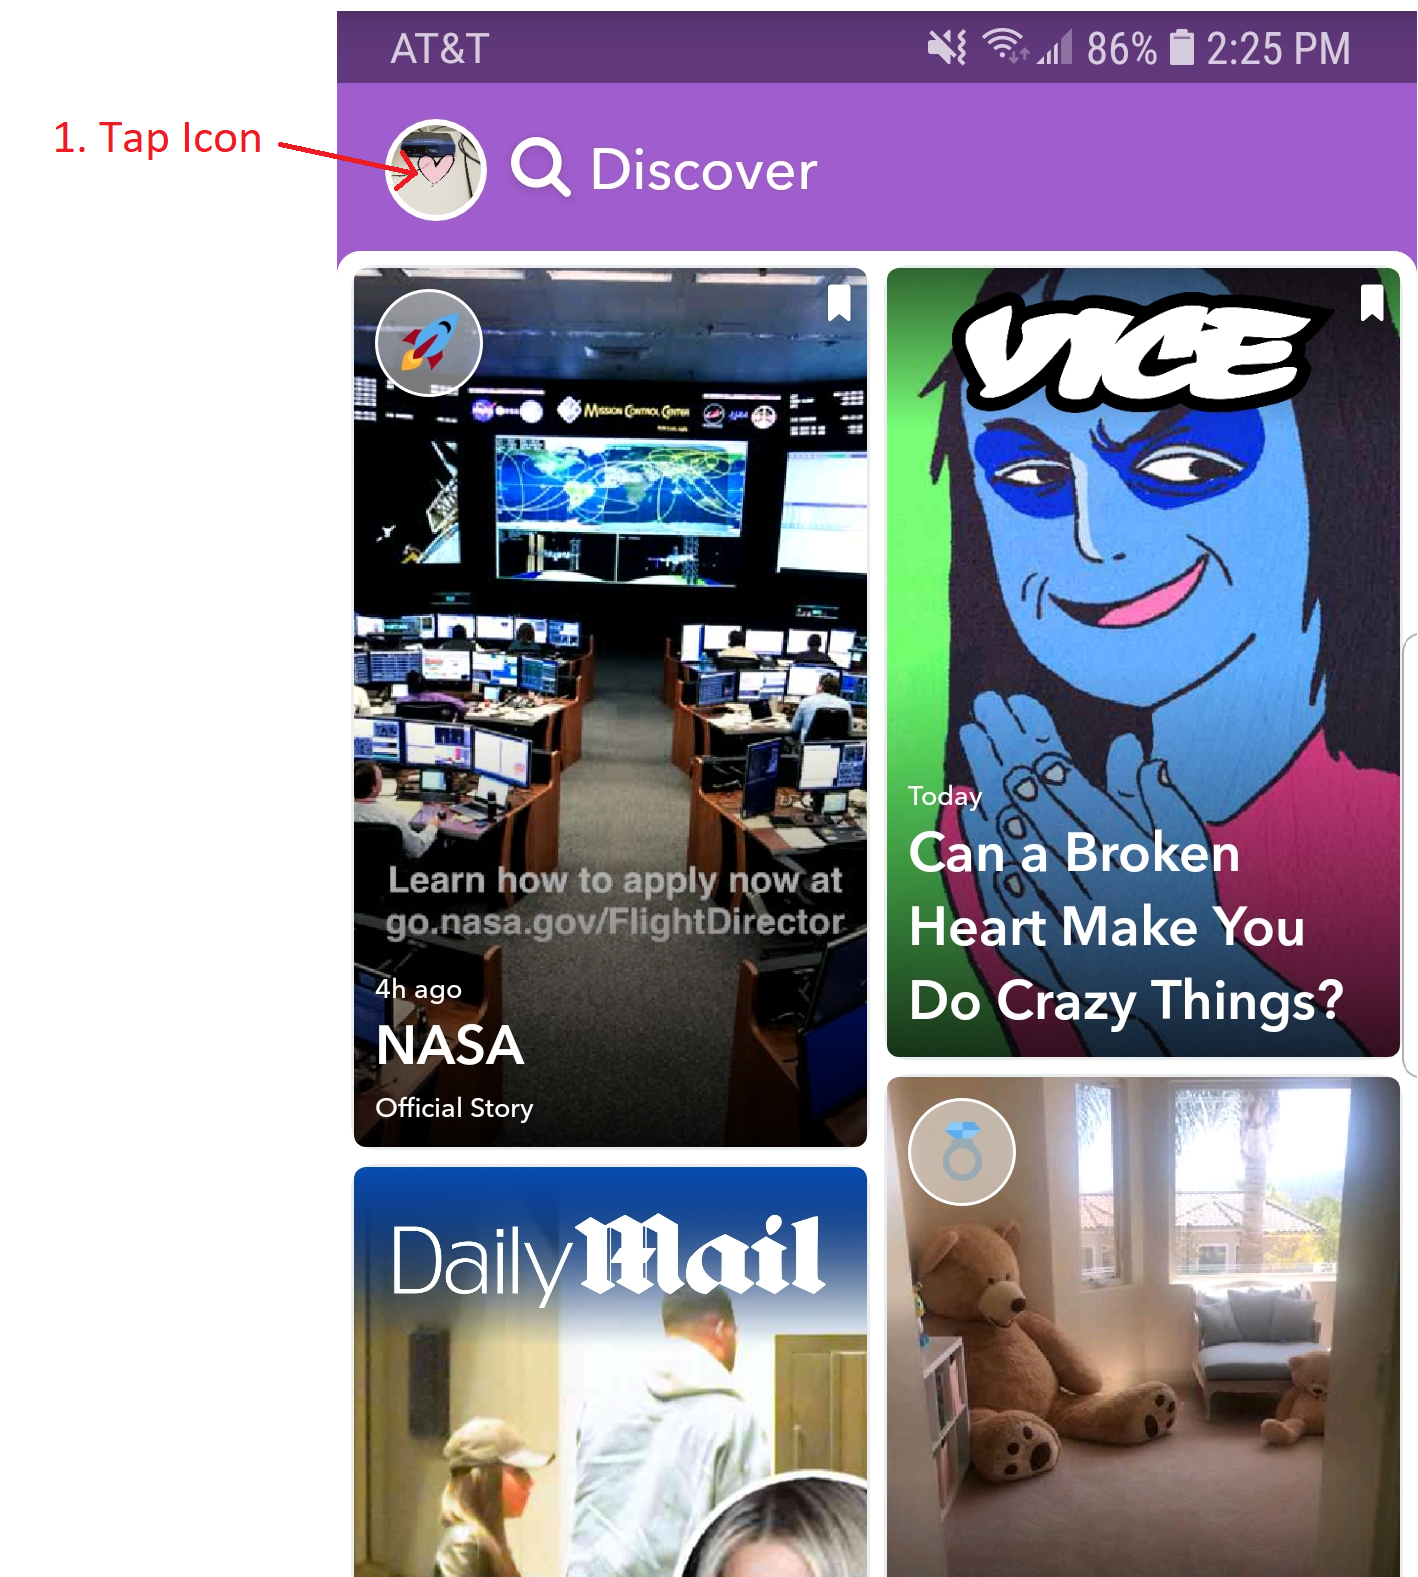 AT&T
86% 2:25 PM
1. Tap Icon
Discover
MISSION CONTROL CENTER
VICE
Learn how to apply now at
go.nasa.gov/FlightDirector
4h ago
NASA
Official Story
Today
Can a Broken
Heart Make You
Do Crazy Things?
Daily Mail